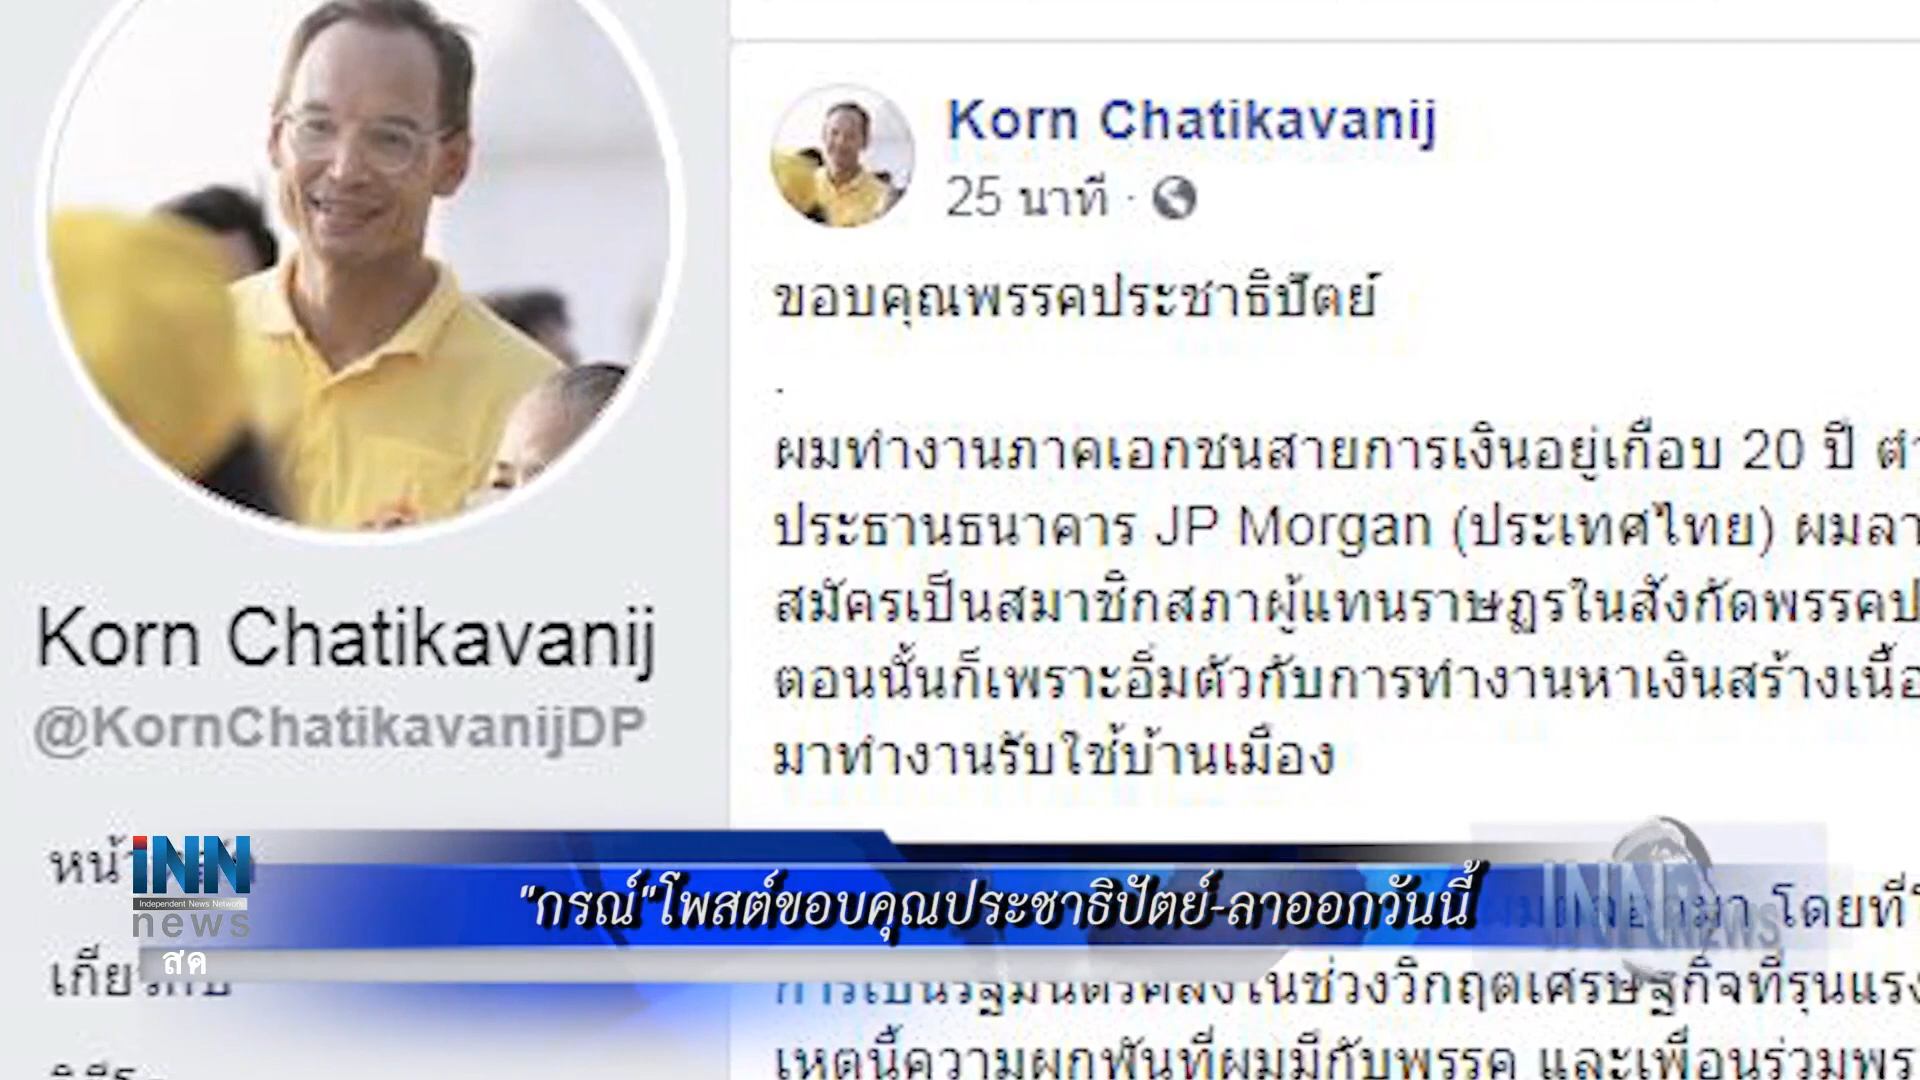 Korn Chatikavanij
25 นาที ·
ขอบคุณพรรคประชาธิปัตย์
.
ผมทำงานภาคเอกชนสายการเงินอยู่เกือบ 20 ปี
ประธานธนาคาร JP Morgan (ประเทศไทย)
สมัครเป็นสมาชิกสภาผู้แทนราษฎรในสังกัด
ตอนนั้นก็เพราะอิ่มตัวกับการทำงานหาเงินสร้าง
มาทำงานรับใช้บ้านเมือง
โดยที่
ในช่วงวิกฤตเศรษฐกิจที่รุนแรง
เหตุนี้ความผูกพันที่ผมมีกับพรรค และเพื่อนร่วม
Korn Chatikavanij
@KornChatikavanijDP
iNN
Independent News Network
news
สด
"กรณ์"โพสต์ขอบคุณประชาธิปัตย์-ลาออกวันนี้
INN
NEWS